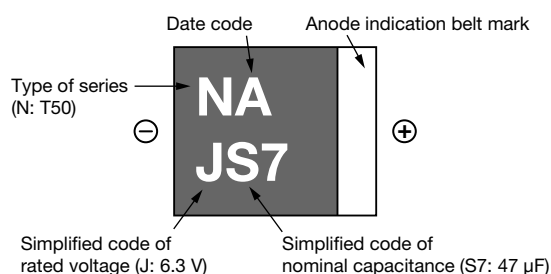 Date code
Anode indication belt mark
Type of series
(N: T50)
NA
⊖
⊕
JS7
Simplified code of
rated voltage (J: 6.3 V)
Simplified code of
nominal capacitance (S7: 47 μF)